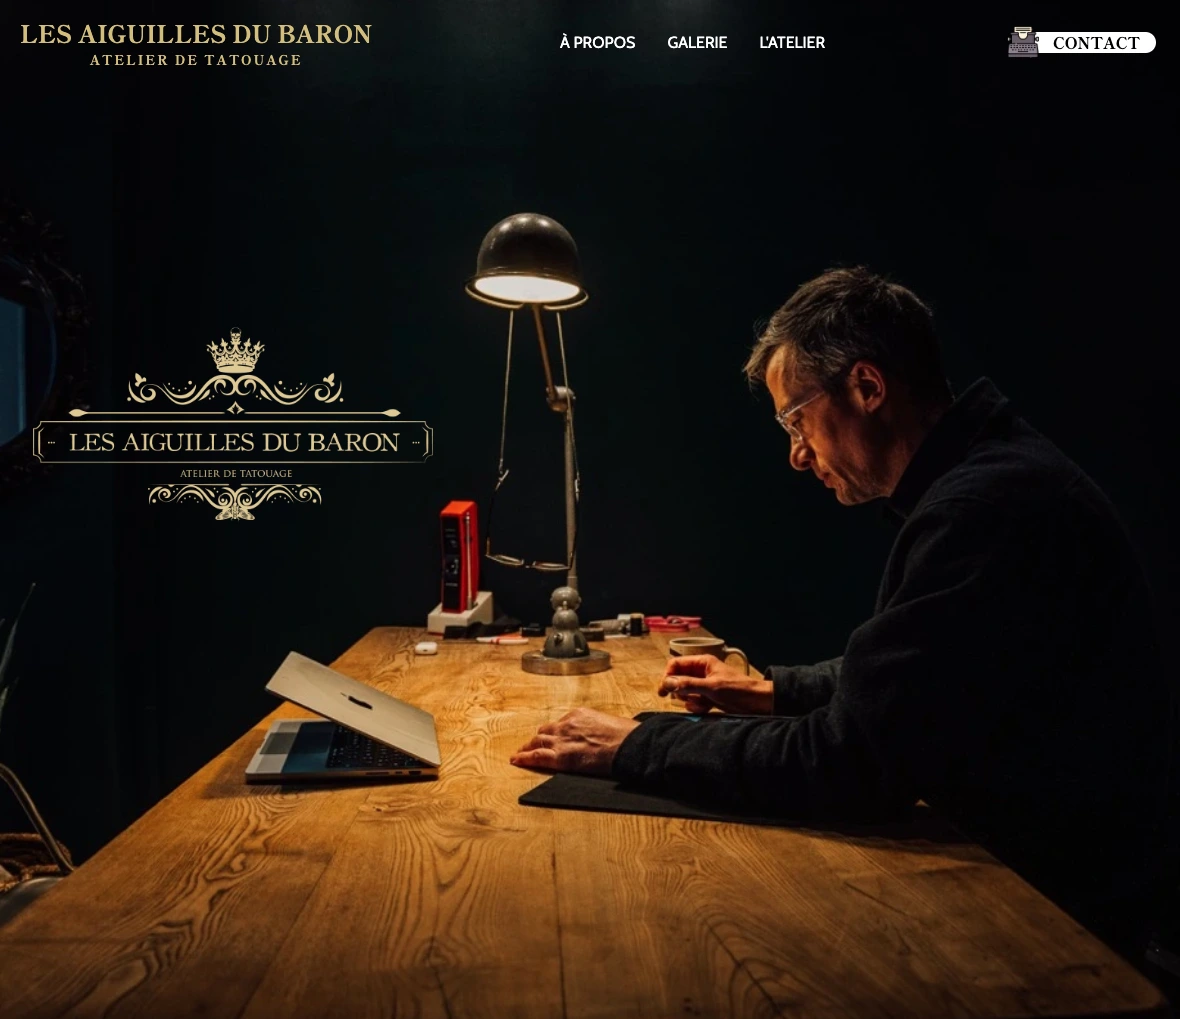 LES AIGUILLES DU BARON
ATELIER DE TATOUAGE
À PROPOS GALERIE L'ATELIER
CONTACT
LES AIGUILLES DU BARON
ATELIER DE TATOUAGE